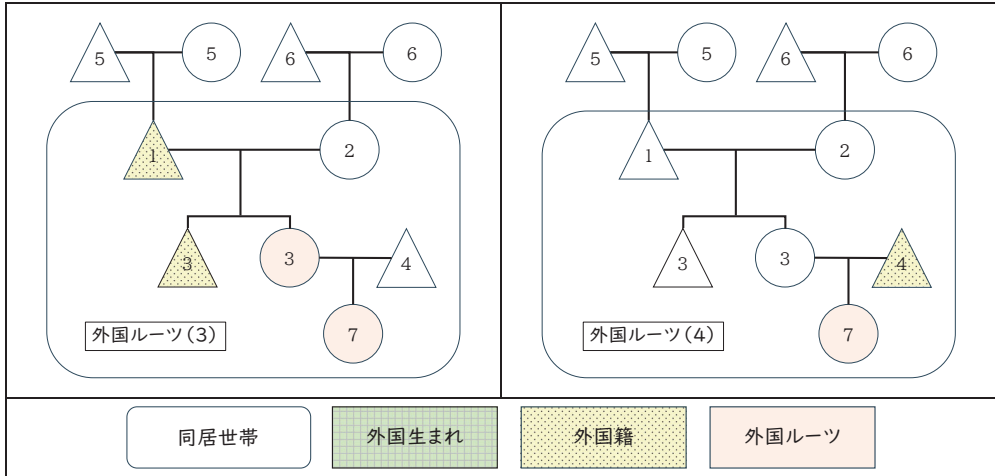 5 5 6 6
1 2
3 3 4
7
外国ルーツ(3)
5 5 6 6
1 2
3 3 4
7
外国ルーツ(4)
同居世帯
外国生まれ
外国籍
外国ルーツ